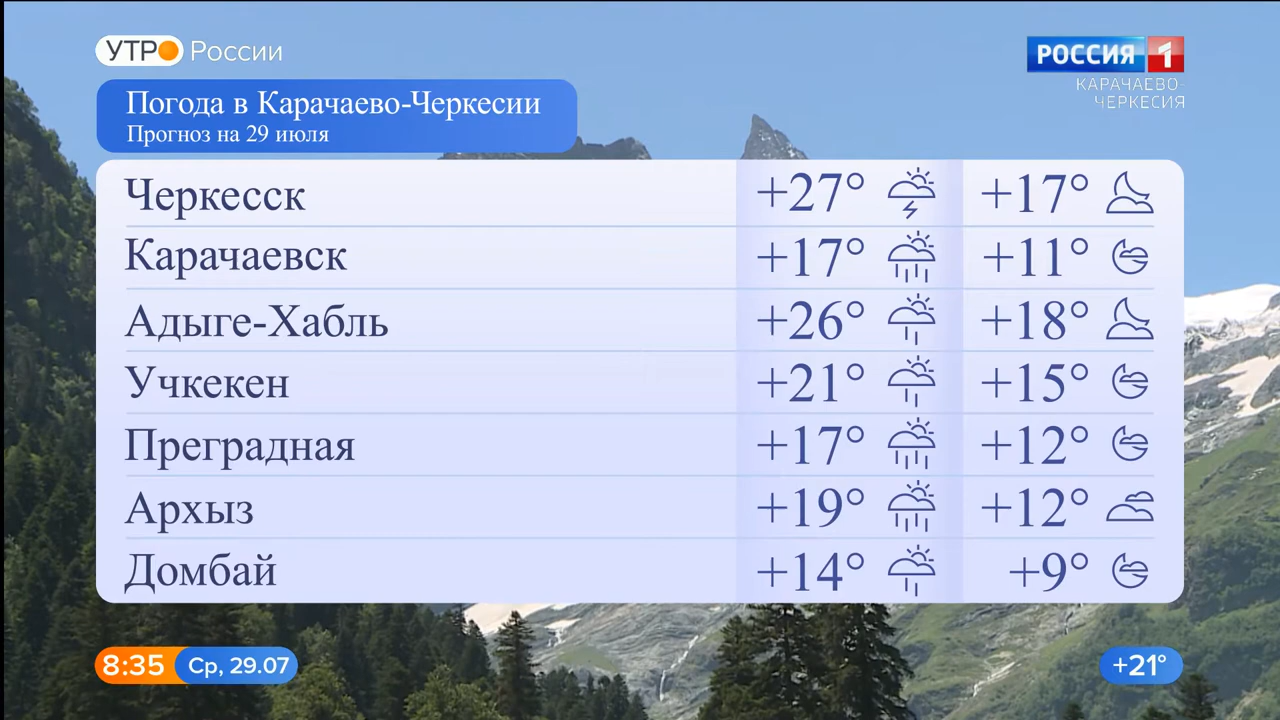 УТРО России
РОССИЯ 1
КАРАЧАЕВО-
ЧЕРКЕСИЯ
Погода в Карачаево-Черкесии
Прогноз на 29 июля
Черкесск +27° +17°
Карачаевск +17° +11°
Адыге-Хабль +26° +18°
Учкекен +21° +15°
Преградная +17° +12°
Архыз +19° +12°
Домбай +14° +9°
8:35 Ср, 29.07 +21°